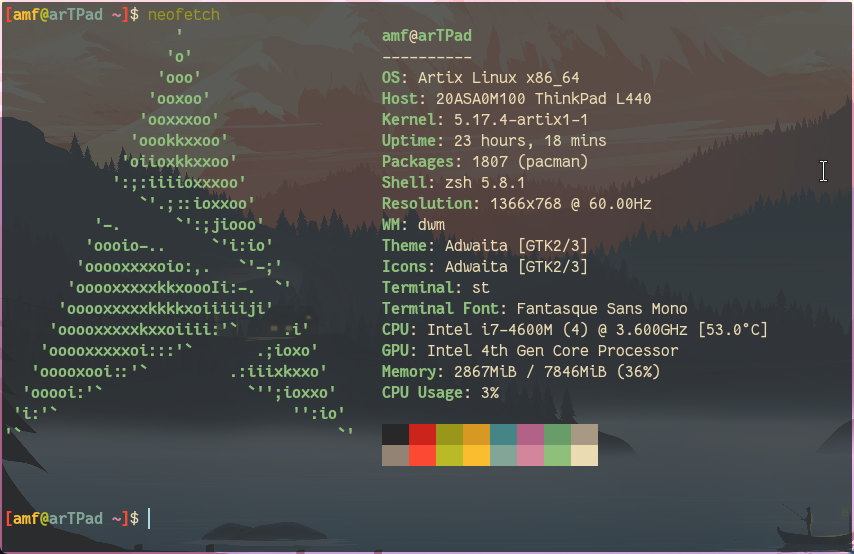 [amf@arTPad ~]$ neofetch
'
'o'
'ooo'
'ooxoo'
'ooxxxoo'
'oookkxxoo'
'oiioxkkxxoo'
':;:iiiioxxxoo'
`'.;::ioxxoo'
'-.      `':;jiooo'
'oooio-..     `'i:io'
'ooooxxxxoio:,.   `'-;'
'ooooxxxxxkkxoooIi:-.  `'
'ooooxxxxxkkkkxoiiiiiji'
'ooooxxxxxkxxoiiii:'`     .i'
'ooooxxxxxoi:::'`       .;ioxo'
'ooooxooi::'`         .:iiixkxxo'
'ooooi:'`                `'';ioxxo'
'i:'`                          '':io'
'`                                   `'
amf@arTPad
----------
OS: Artix Linux x86_64
Host: 20ASA0M100 ThinkPad L440
Kernel: 5.17.4-artix1-1
Uptime: 23 hours, 18 mins
Packages: 1807 (pacman)
Shell: zsh 5.8.1
Resolution: 1366x768 @ 60.00Hz
WM: dwm
Theme: Adwaita [GTK2/3]
Icons: Adwaita [GTK2/3]
Terminal: st
Terminal Font: Fantasque Sans Mono
CPU: Intel i7-4600M (4) @ 3.600GHz [53.0°C]
GPU: Intel 4th Gen Core Processor
Memory: 2867MiB / 7846MiB (36%)
CPU Usage: 3%
[amf@arTPad ~]$